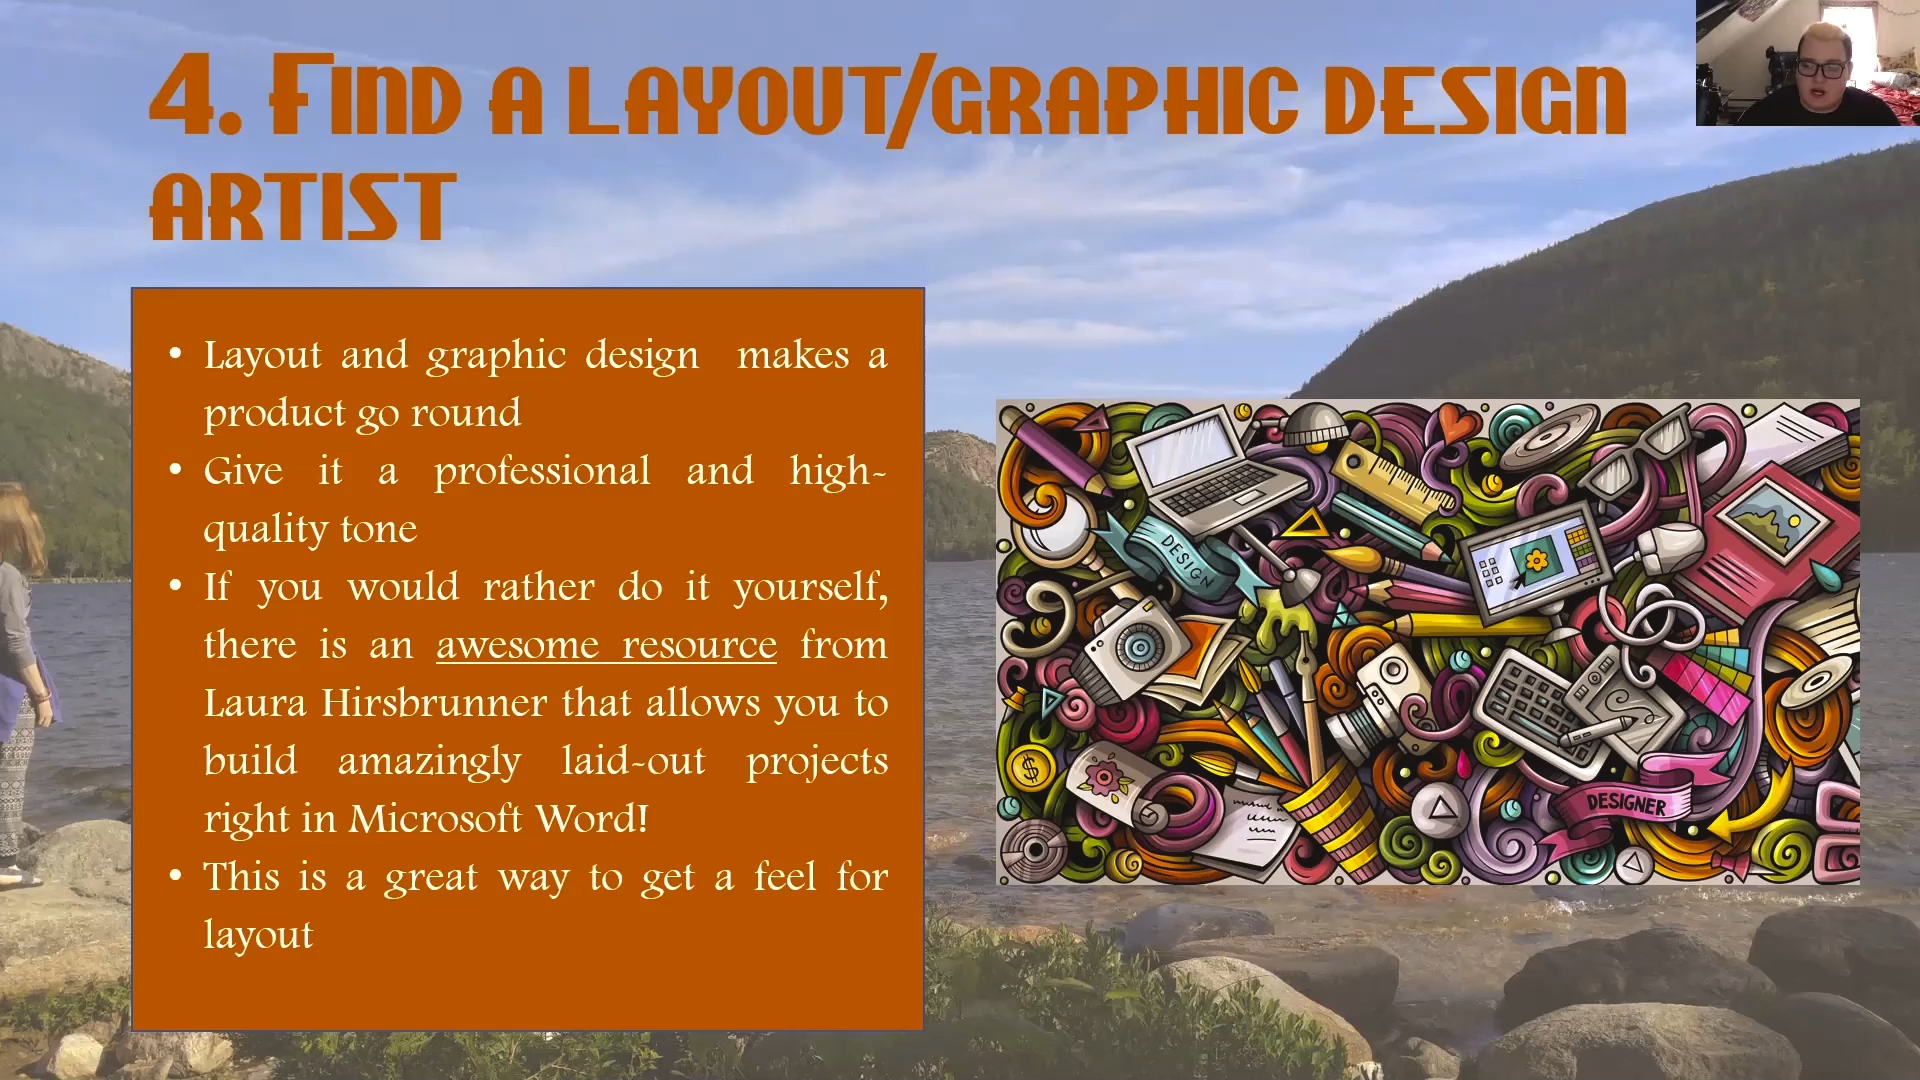 4. FIND A LAYOUT/GRAPHIC DESIGN
ARTIST
• Layout and graphic design makes a
product go round
• Give it a professional and high-
quality tone
• If you would rather do it yourself,
there is an awesome resource from
Laura Hirsbrunner that allows you to
build amazingly laid-out projects
right in Microsoft Word!
• This is a great way to get a feel for
layout
DESIGN
$
DESIGNER